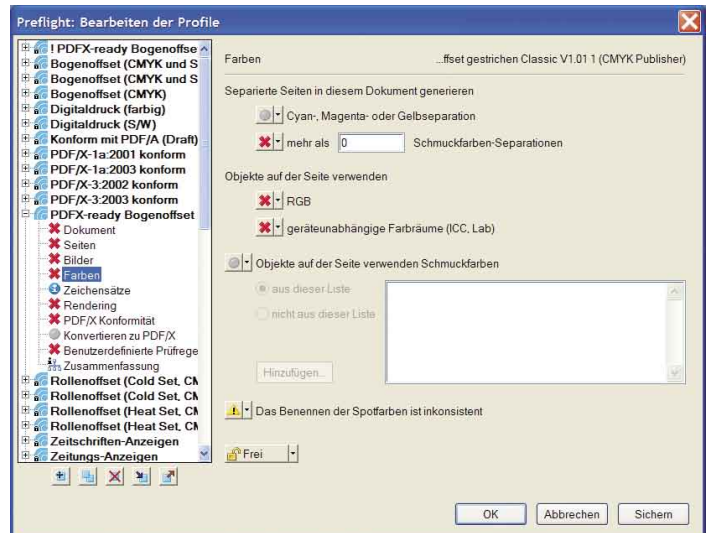 Preflight: Bearbeiten der Profile
! PDFX-ready Bogenoffse
Bogenoffset (CMYK und S
Bogenoffset (CMYK und S
Bogenoffset (CMYK)
Digitaldruck (farbig)
Digitaldruck (S/W)
Konform mit PDF/A (Draft)
PDF/X-1a:2001 konform
PDF/X-1a:2003 konform
PDF/X-3:2002 konform
PDF/X-3:2003 konform
PDFX-ready Bogenoffset
Dokument
Seiten
Bilder
Farben
Zeichensätze
Rendering
PDF/X Konformität
Konvertieren zu PDF/X
Benutzerdefinierte Prüfrege
Zusammenfassung
Rollenoffset (Cold Set, CM
Rollenoffset (Cold Set, CM
Rollenoffset (Heat Set, CM
Rollenoffset (Heat Set, CM
Zeitschriften-Anzeigen
Zeitungs-Anzeigen
Farben ...ffset gestrichen Classic V1.01 1 (CMYK Publisher)
Separierte Seiten in diesem Dokument generieren
Cyan-, Magenta- oder Gelbseparation
mehr als 0 Schmuckfarben-Separationen
Objekte auf der Seite verwenden
RGB
geräteunabhängige Farbräume (ICC, Lab)
Objekte auf der Seite verwenden Schmuckfarben
aus dieser Liste
nicht aus dieser Liste
Hinzufügen...
Das Benennen der Spotfarben ist inkonsistent
Frei
OK Abbrechen Sichern